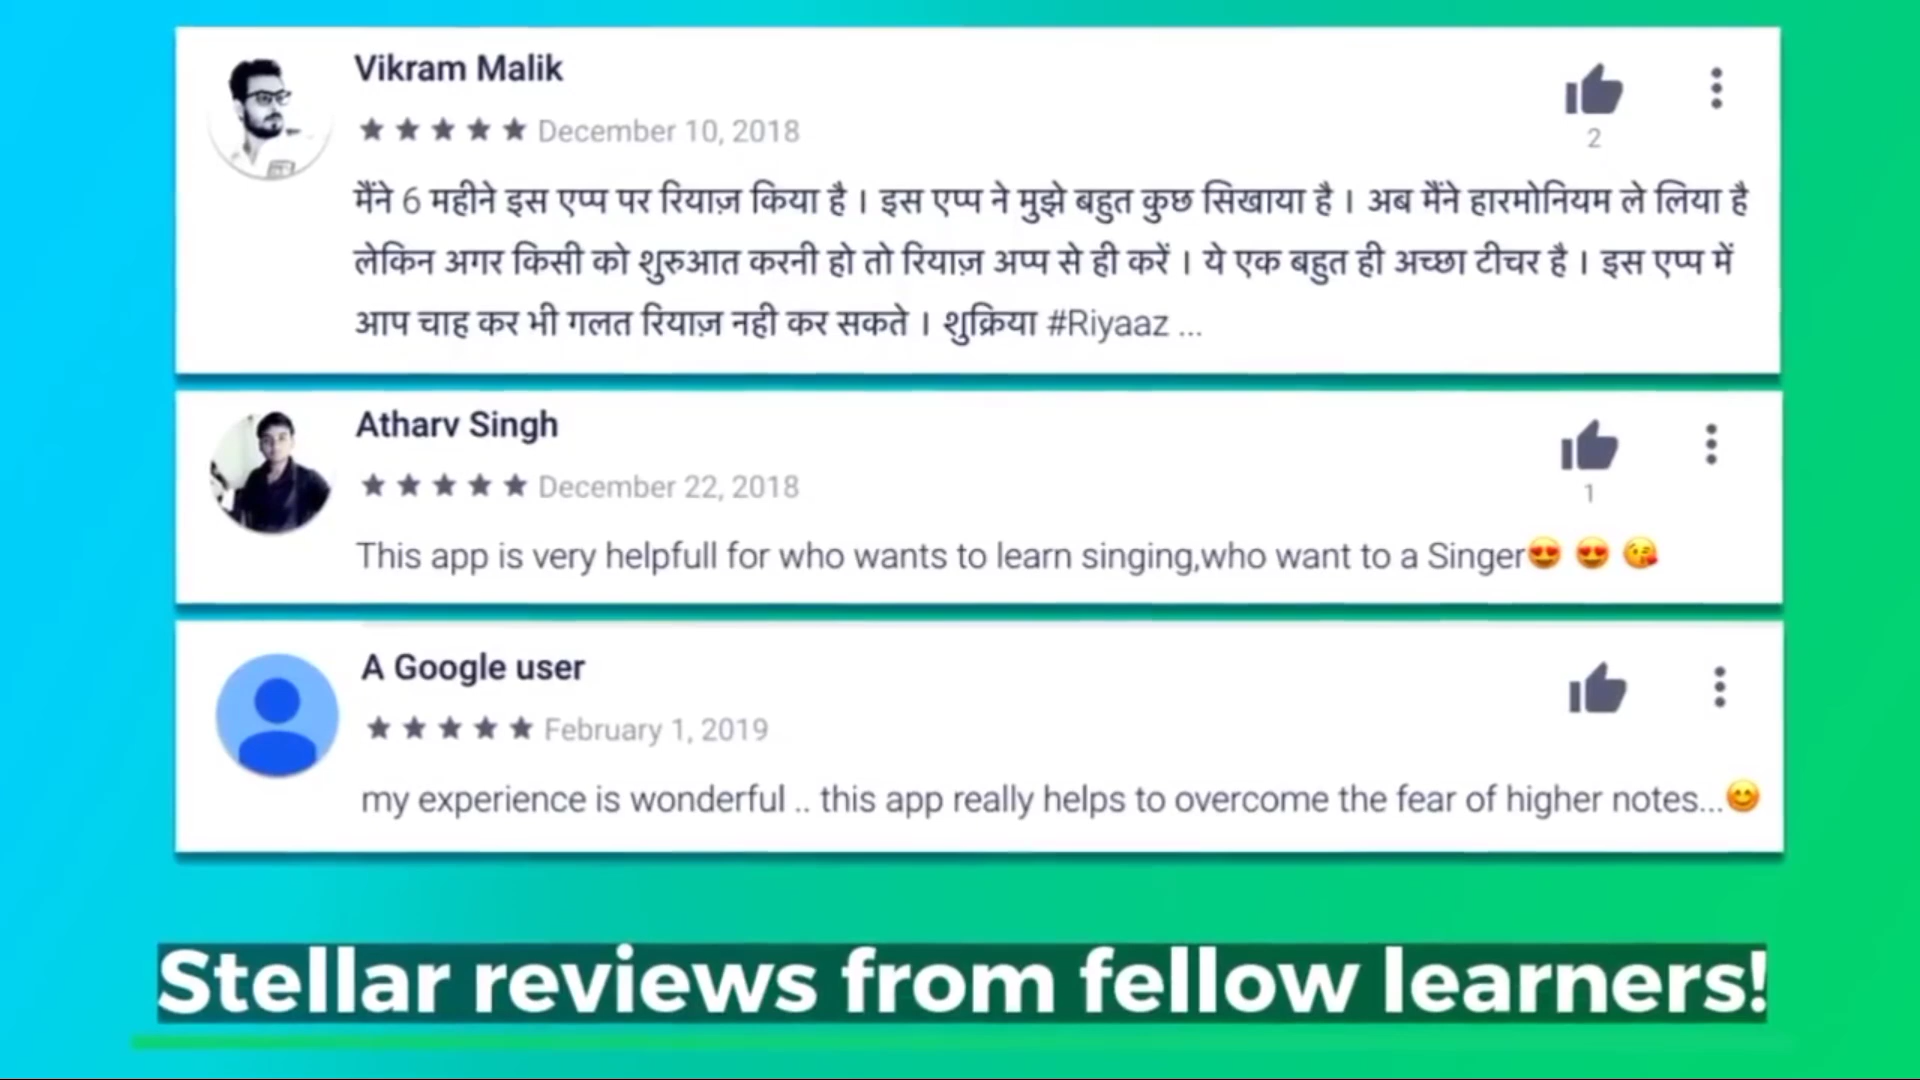 Vikram Malik
★★★★★ December 10, 2018
2
मैंने 6 महीने इस एप्प पर रियाज़ किया है । इस एप्प ने मुझे बहुत कुछ सिखाया है । अब मैंने हारमोनियम ले लिया है
लेकिन अगर किसी को शुरुआत करनी हो तो रियाज़ अप्प से ही करें । ये एक बहुत ही अच्छा टीचर है । इस एप्प में
आप चाह कर भी गलत रियाज़ नही कर सकते । शुक्रिया #Riyaaz ...
Atharv Singh
★★★★★ December 22, 2018
1
This app is very helpfull for who wants to learn singing,who want to a Singer😍 😍 😘
A Google user
★★★★★ February 1, 2019
my experience is wonderful .. this app really helps to overcome the fear of higher notes...😊
Stellar reviews from fellow learners!